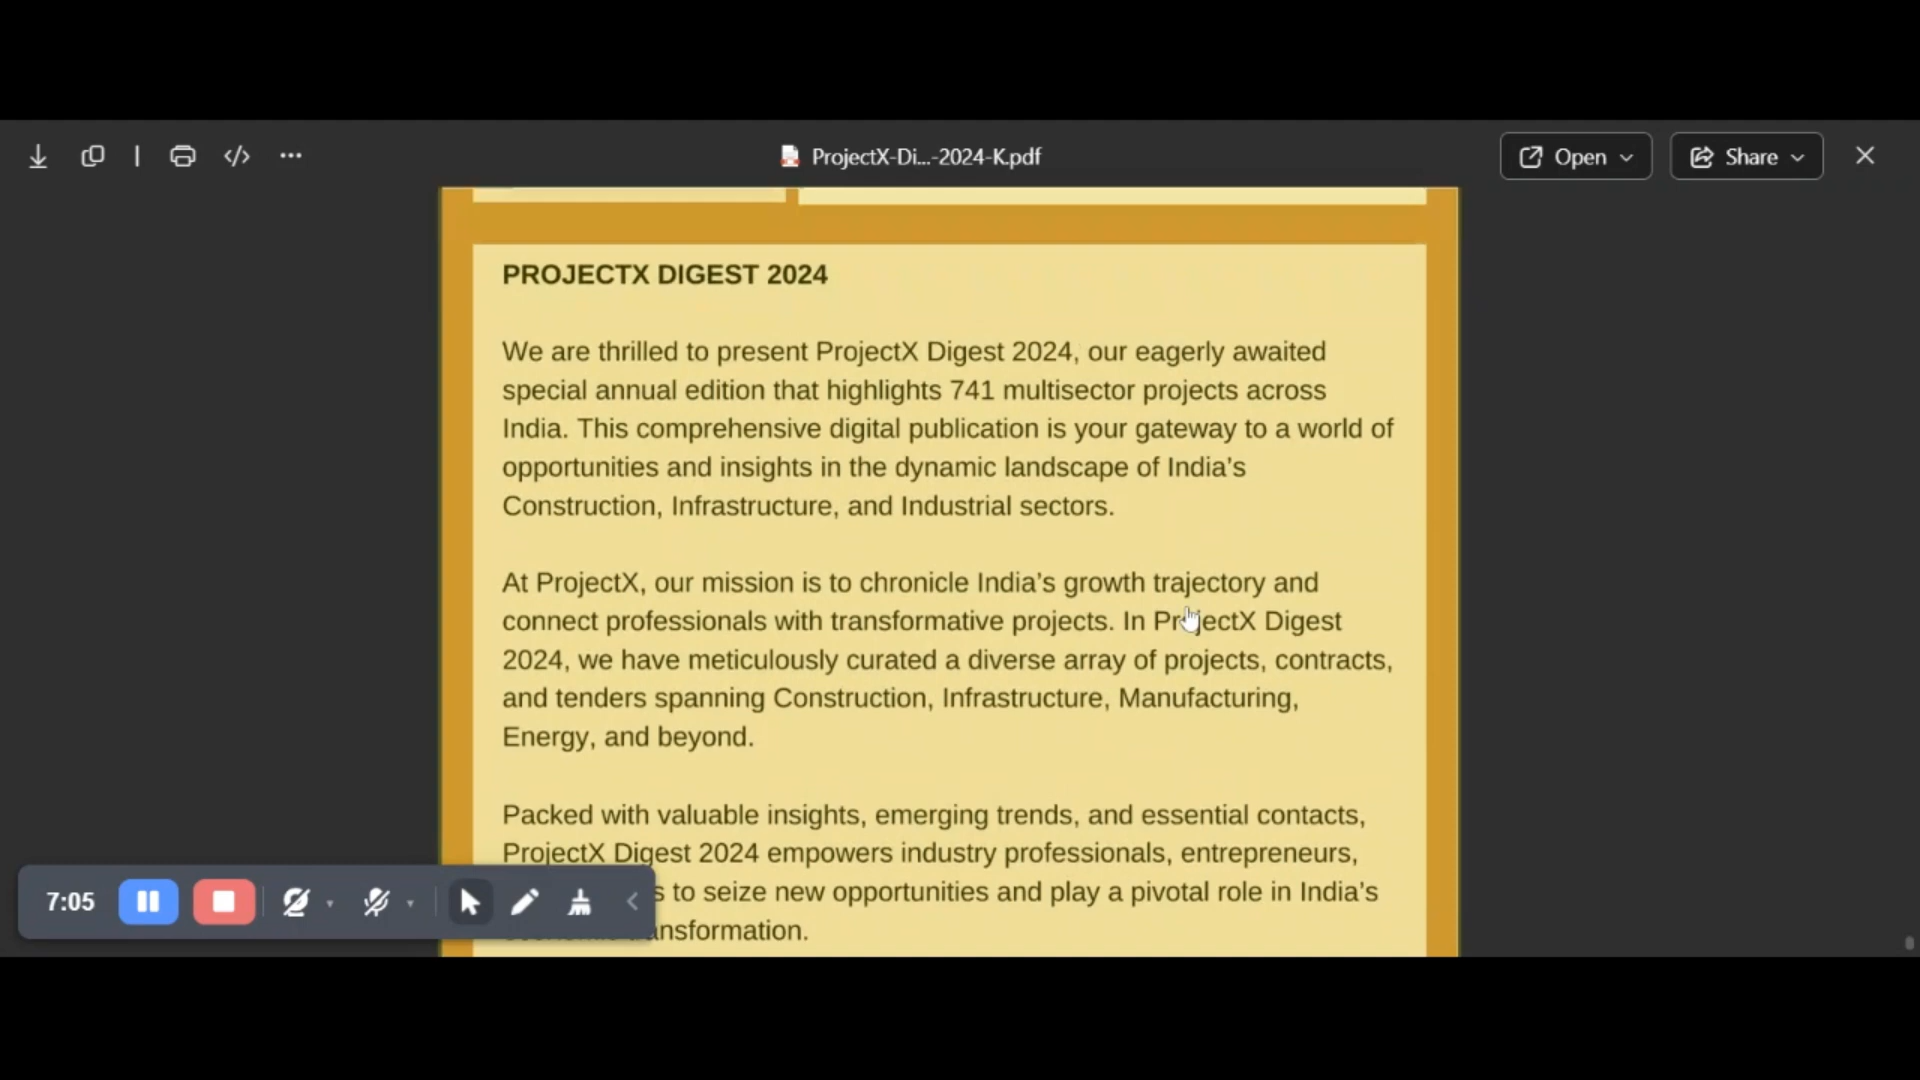 ProjectX-Di...-2024-K.pdf
Open
Share
PROJECTX DIGEST 2024
We are thrilled to present ProjectX Digest 2024, our eagerly awaited
special annual edition that highlights 741 multisector projects across
India. This comprehensive digital publication is your gateway to a world of
opportunities and insights in the dynamic landscape of India’s
Construction, Infrastructure, and Industrial sectors.
At ProjectX, our mission is to chronicle India’s growth trajectory and
connect professionals with transformative projects. In ProjectX Digest
2024, we have meticulously curated a diverse array of projects, contracts,
and tenders spanning Construction, Infrastructure, Manufacturing,
Energy, and beyond.
Packed with valuable insights, emerging trends, and essential contacts,
ProjectX Digest 2024 empowers industry professionals, entrepreneurs,
to seize new opportunities and play a pivotal role in India’s
7:05